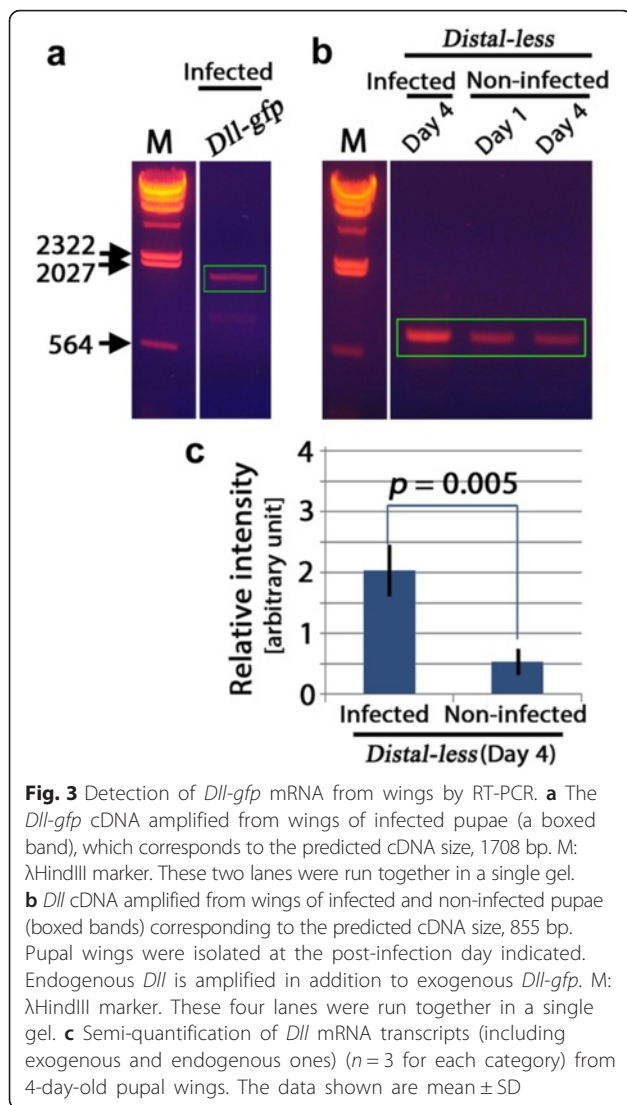 a
Infected
Dll-gfp
M
2322
2027
564
b
Distal-less
Infected Non-infected
M Day 4 Day 1 Day 4
c
Relative intensity
[arbitrary unit]
4
3
2
1
0
p = 0.005
Infected Non-infected
Distal-less (Day 4)
Fig. 3 Detection of Dll-gfp mRNA from wings by RT-PCR. a The
Dll-gfp cDNA amplified from wings of infected pupae (a boxed
band), which corresponds to the predicted cDNA size, 1708 bp. M:
λHindIII marker. These two lanes were run together in a single gel.
b Dll cDNA amplified from wings of infected and non-infected pupae
(boxed bands) corresponding to the predicted cDNA size, 855 bp.
Pupal wings were isolated at the post-infection day indicated.
Endogenous Dll is amplified in addition to exogenous Dll-gfp. M:
λHindIII marker. These four lanes were run together in a single
gel. c Semi-quantification of Dll mRNA transcripts (including
exogenous and endogenous ones) (n = 3 for each category) from
4-day-old pupal wings. The data shown are mean ± SD